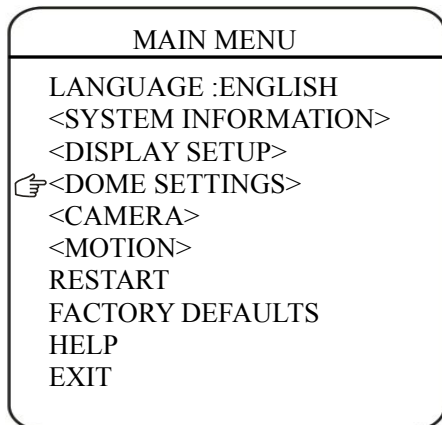 MAIN MENU
LANGUAGE :ENGLISH
<SYSTEM INFORMATION>
<DISPLAY SETUP>
<DOME SETTINGS>
<CAMERA>
<MOTION>
RESTART
FACTORY DEFAULTS
HELP
EXIT